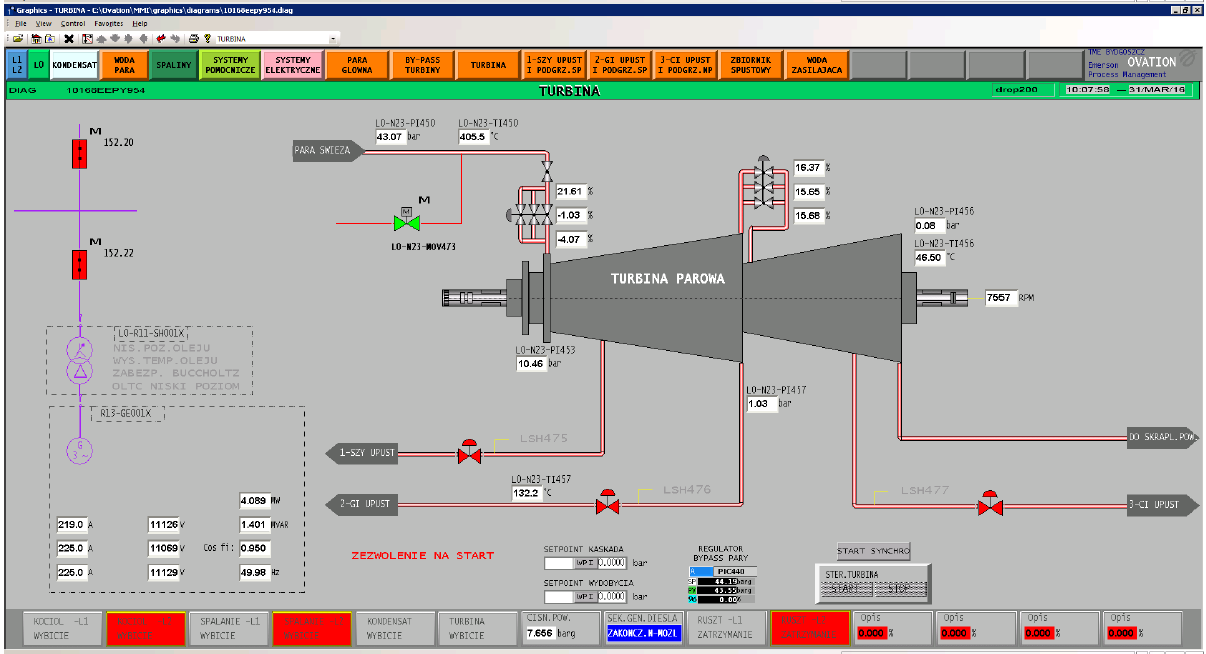 Graphics - TURBINA - C:\Ovation\MMI\graphics\diagrams\10168eepy954.diag
File View Control Favorites Help
TURBINA
L1 L2
L0
KONDENSAT
WODA PARA
SPALINY
SYSTEMY POMOCNICZE
SYSTEMY ELEKTRYCZNE
PARA GLOWNA
BY-PASS TURBINY
TURBINA
1-SZY UPUST I PODGRZ.SP
2-GI UPUST I PODGRZ.SP
3-CI UPUST I PODGRZ.NP
ZBIORNIK SPUSTOWY
WODA ZASILAJACA
TME BYDGOSZCZ
Emerson OVATION
Process Management
DIAG 10168EEPY954 TURBINA drop200 10:07:58 — 31/MAR/16
M
152.20
M
152.22
PARA SWIEZA
L0-N23-PI450
43.07 bar
L0-N23-TI450
405.5 °C
M
M
L0-N23-MOV473
21.61 %
-1.03 %
-4.07 %
16.37 %
15.65 %
15.68 %
L0-N23-PI456
0.08 bar
L0-N23-TI456
46.50 °C
TURBINA PAROWA
7557 RPM
L0-N23-PI453
10.46 bar
L0-N23-PI457
1.03 bar
L0-R11-SH001X
NIS.POZ.OLEJU
WYS.TEMP.OLEJU
ZABEZP. BUCCHOLTZ
OLTC NISKI POZIOM
R13-GE001X
G
3 ~
LSH475
1-SZY UPUST
L0-N23-TI457
132.2 °C
2-GI UPUST
LSH476
LSH477
DO SKRAPL.POW.
3-CI UPUST
4.089 MW
219.0 A 11126 V 1.401 MVAR
225.0 A 11069 V Cos fi: 0.950
225.0 A 11129 V 49.98 Hz
ZEZWOLENIE NA START
SETPOINT KASKADA
WPI 0.0000 bar
SETPOINT WYDOBYCIA
WPI 0.0000 bar
REGULATOR BYPASS PARY
R PIC440
SP 44.19 barg
PV 43.55 barg
% 0.00%
START SYNCHRO
STER.TURBINA
START STOP
KOCIOL -L1 WYBICIE
SPALANIE -L1 WYBICIE
KONDENSAT WYBICIE
TURBINA WYBICIE
CISN.POW. 7.656 barg
SEK.GEN.DIESLA ZAKONCZ.N-MOZL
RUSZT -L1 ZATRZYMANIE
Opis 0.000 %
Opis 0.000 %
Opis 0.000 %
Opis 0.000 %